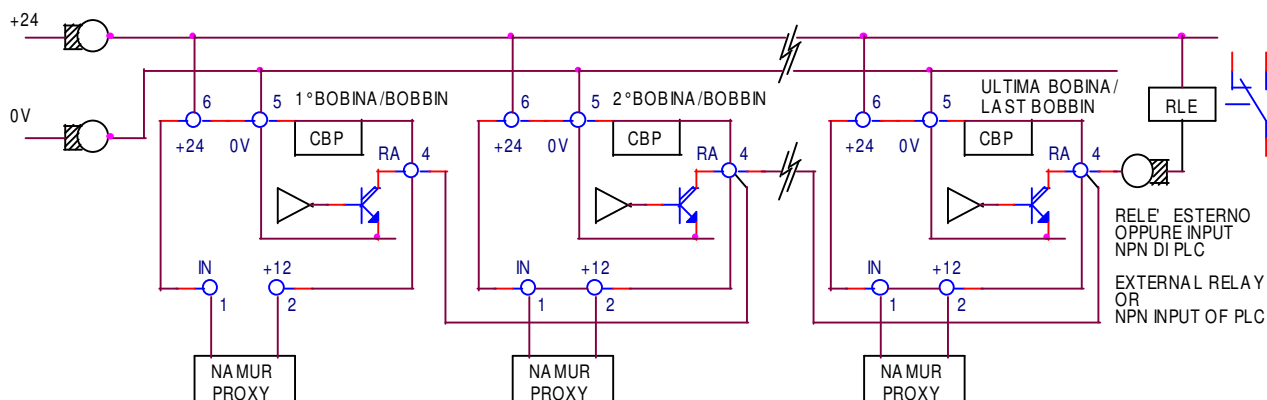 +24
0V
6
5
1°BOBINA/BOBBIN
+24
0V
CBP
RA
4
IN
+12
1
2
NAMUR
PROXY
6
5
2°BOBINA/BOBBIN
+24
0V
CBP
RA
4
IN
+12
1
2
NAMUR
PROXY
ULTIMA BOBINA/
LAST BOBBIN
6
5
+24
0V
CBP
RA
4
IN
+12
1
2
NAMUR
PROXY
RLE
RELE' ESTERNO
OPPURE INPUT
NPN DI PLC
EXTERNAL RELAY
OR
NPN INPUT OF PLC